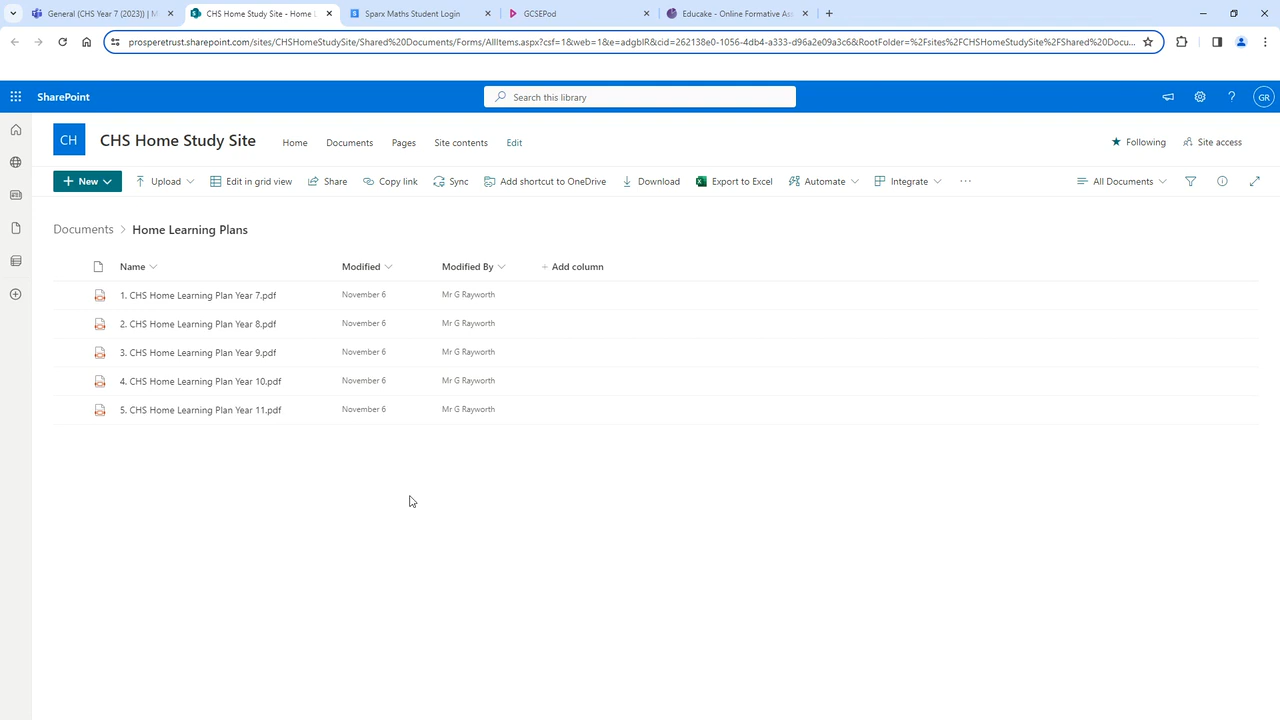 General (CHS Year 7 (2023)) | M
CHS Home Study Site - Home L
Sparx Maths Student Login
GCSEPod
Educake - Online Formative Ass
prosperetrust.sharepoint.com/sites/CHSHomeStudySite/Shared%20Documents/Forms/AllItems.aspx?csf=1&web=1&e=adgbIR&cid=262138e0-1056-4db4-a333-d96a2e09a3c6&RootFolder=%2Fsites%2FCHSHomeStudySite%2FShared%20Docu...
SharePoint
Search this library
GR
CH
CHS Home Study Site
Home
Documents
Pages
Site contents
Edit
Following
Site access
New
Upload
Edit in grid view
Share
Copy link
Sync
Add shortcut to OneDrive
Download
Export to Excel
Automate
Integrate
...
All Documents
Documents > Home Learning Plans
Name
Modified
Modified By
+ Add column
1. CHS Home Learning Plan Year 7.pdf November 6 Mr G Rayworth
2. CHS Home Learning Plan Year 8.pdf November 6 Mr G Rayworth
3. CHS Home Learning Plan Year 9.pdf November 6 Mr G Rayworth
4. CHS Home Learning Plan Year 10.pdf November 6 Mr G Rayworth
5. CHS Home Learning Plan Year 11.pdf November 6 Mr G Rayworth